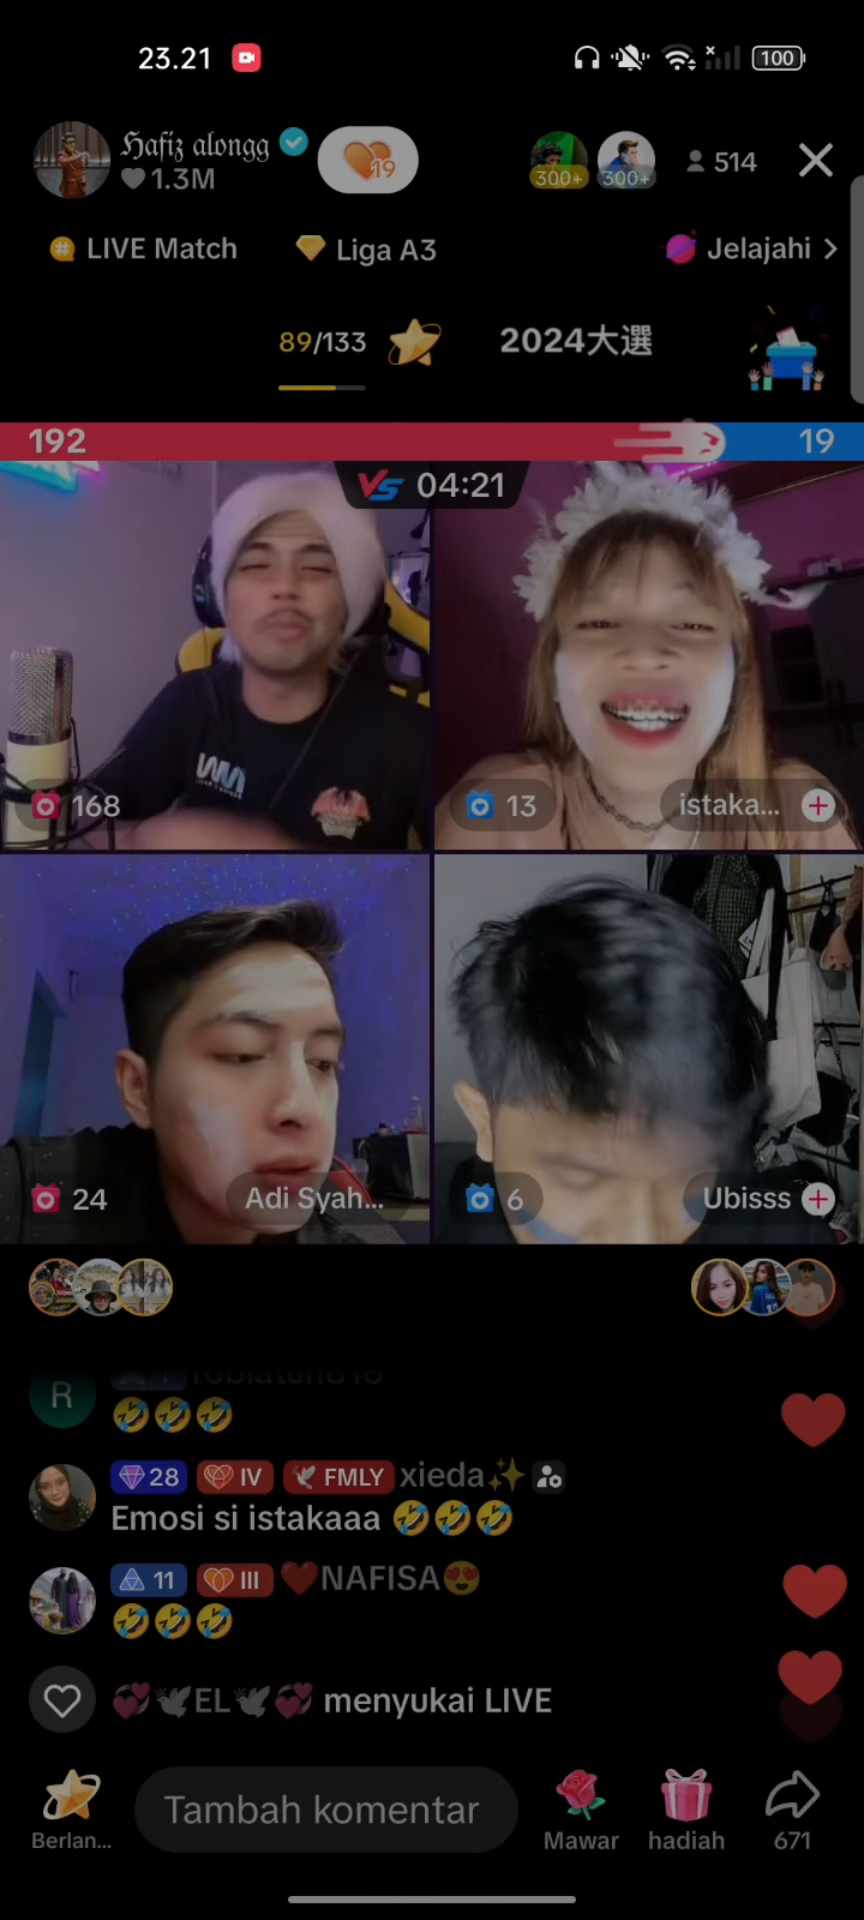 23.21
100
ℌ𝔞𝔣𝔦𝔷 𝔞𝔩𝔬𝔫𝔤𝔤
1.3M
19
300+ 300+
514
LIVE Match
Liga A3
Jelajahi
89/133
2024大選
192
19
VS 04:21
168
13
istaka...
24
Adi Syah...
6
Ubisss
R
🤣🤣🤣
28 IV FMLY xieda✨
Emosi si istakaaa 🤣🤣🤣
11 III ❤️NAFISA😍
🤣🤣🤣
💞🕊️EL🕊️💞 menyukai LIVE
Berlan...
Tambah komentar
Mawar
hadiah
671